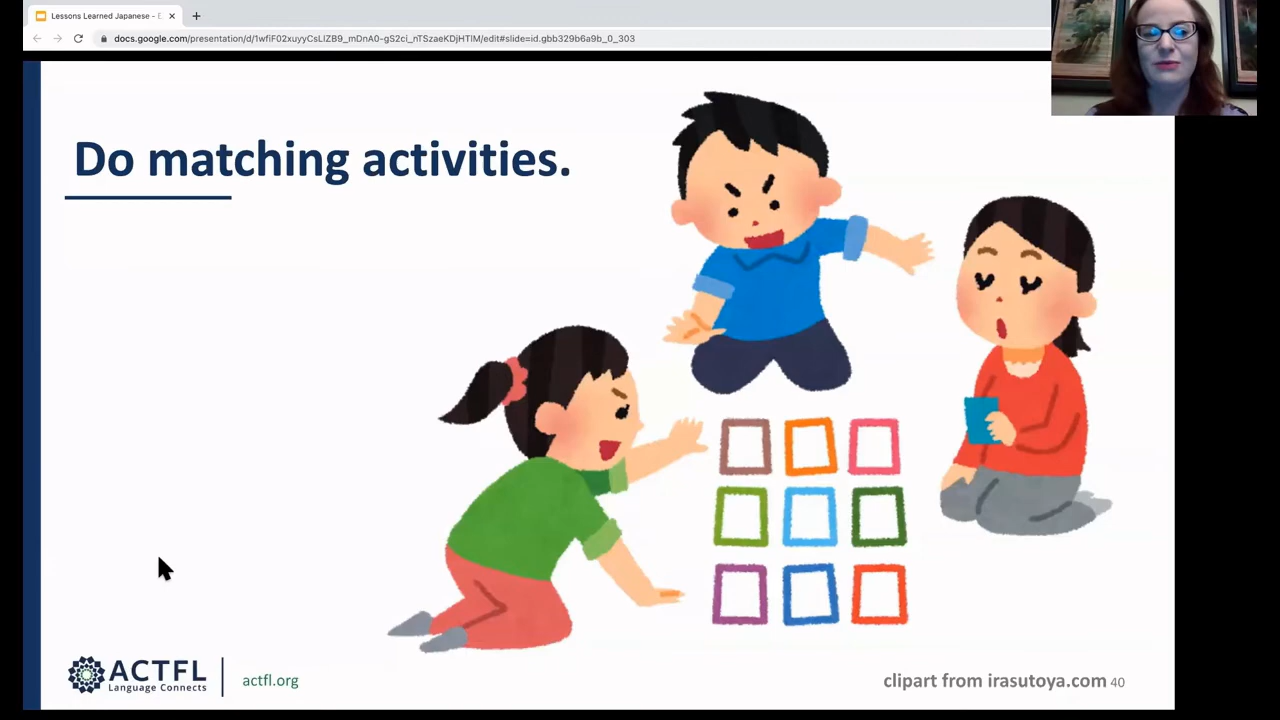 Lessons Learned Japanese - E
docs.google.com/presentation/d/1wfiF02xuyyCsLIZB9_mDnA0-gS2ci_nTSzaeKDjHTlM/edit#slide=id.gbb329b6a9b_0_303
Do matching activities.
ACTFL
Language Connects
actfl.org
clipart from irasutoya.com 40